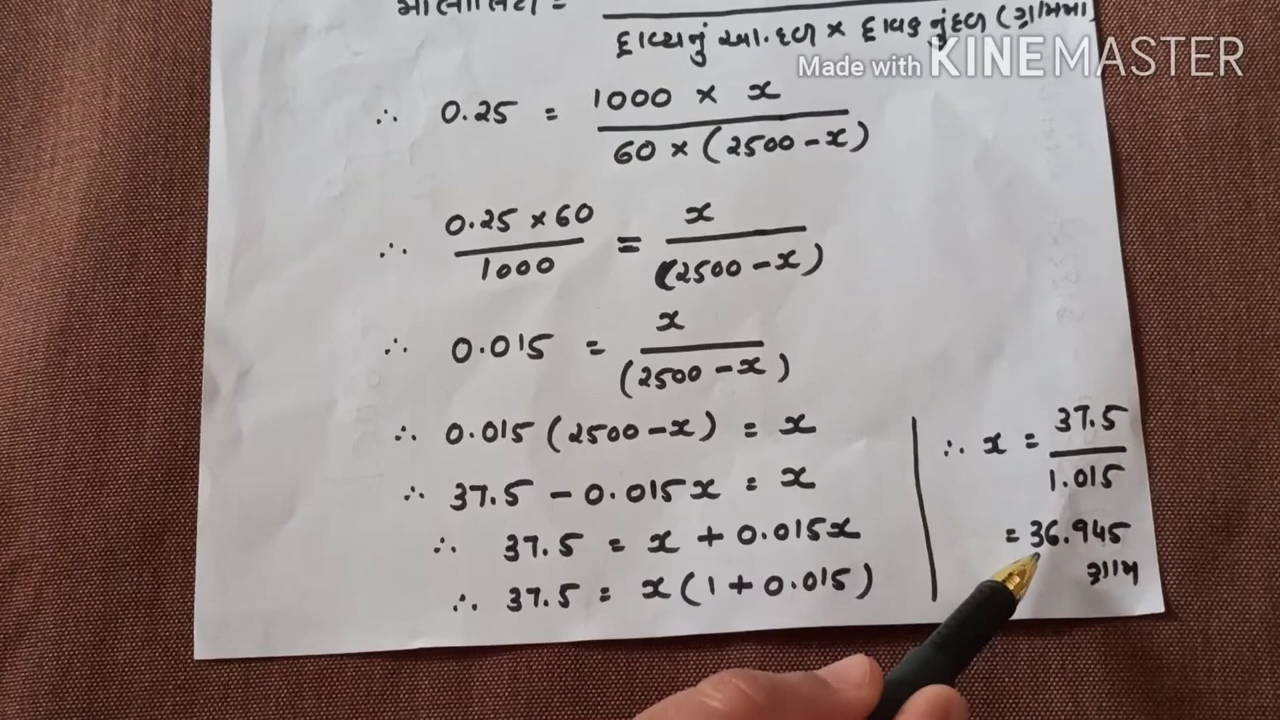 મોલાલિટી =
દ્રાવ્યનું આ.દળ × દ્રાવકનું દળ (ગ્રામમાં)
Made with KINEMASTER
∴ 0.25 = 1000 × x / 60 × (2500 - x)
∴ 0.25 × 60 / 1000 = x / (2500 - x)
∴ 0.015 = x / (2500 - x)
∴ 0.015 (2500 - x) = x
∴ 37.5 - 0.015x = x
∴ 37.5 = x + 0.015x
∴ 37.5 = x (1 + 0.015)
∴ x = 37.5 / 1.015
= 36.945
ગ્રામ